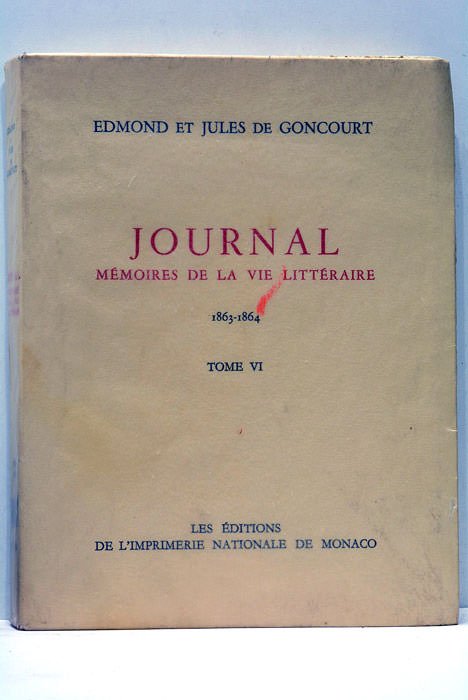 EDMOND ET JULES DE GONCOURT
JOURNAL
MÉMOIRES DE LA VIE LITTÉRAIRE
1863-1864
TOME VI
LES ÉDITIONS
DE L'IMPRIMERIE NATIONALE DE MONACO